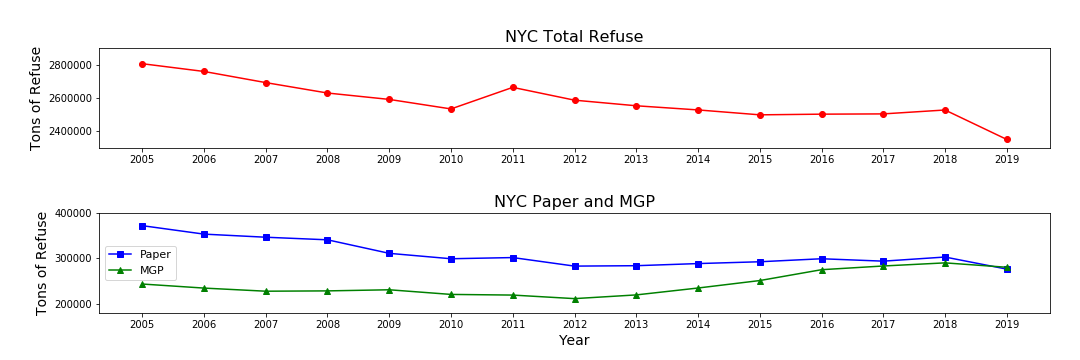 NYC Total Refuse
Tons of Refuse
2800000
2600000
2400000
2005 2006 2007 2008 2009 2010 2011 2012 2013 2014 2015 2016 2017 2018 2019
NYC Paper and MGP
Tons of Refuse
400000
300000
200000
Paper
MGP
2005 2006 2007 2008 2009 2010 2011 2012 2013 2014 2015 2016 2017 2018 2019
Year